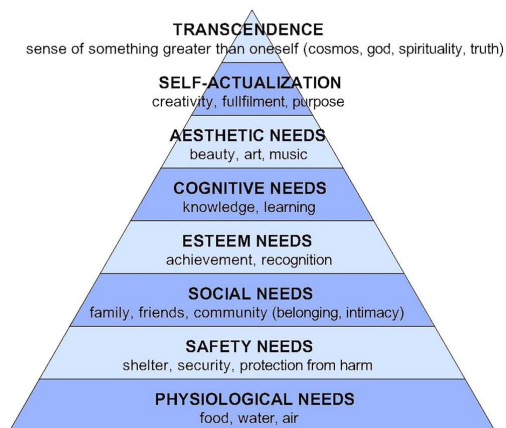 TRANSCENDENCE
sense of something greater than oneself (cosmos, god, spirituality, truth)
SELF-ACTUALIZATION
creativity, fullfilment, purpose
AESTHETIC NEEDS
beauty, art, music
COGNITIVE NEEDS
knowledge, learning
ESTEEM NEEDS
achievement, recognition
SOCIAL NEEDS
family, friends, community (belonging, intimacy)
SAFETY NEEDS
shelter, security, protection from harm
PHYSIOLOGICAL NEEDS
food, water, air